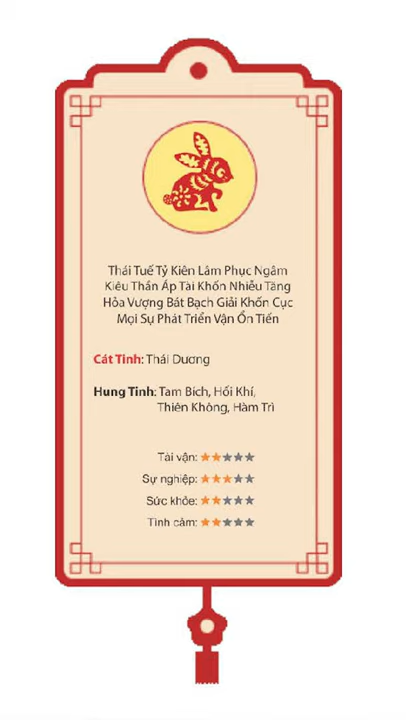 Thái Tuế Tỷ Kiên Lâm Phục Ngâm
Kiêu Thần Áp Tài Khốn Nhiễu Tăng
Hỏa Vượng Bát Bạch Giải Khốn Cục
Mọi Sự Phát Triển Vận Ổn Tiến
Cát Tinh: Thái Dương
Hung Tinh: Tam Bích, Hối Khí,
Thiên Không, Hàm Trì
Tài vận: ★★★★★
Sự nghiệp: ★★★★★
Sức khỏe: ★★★★★
Tình cảm: ★★★★★